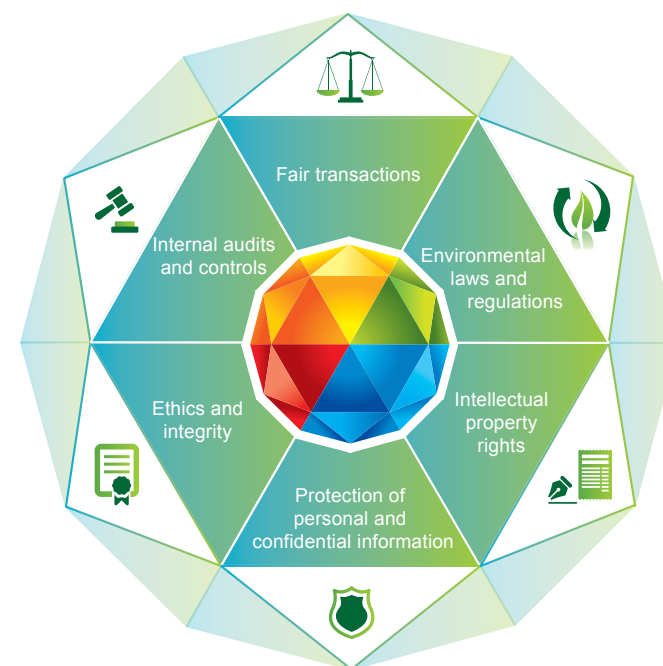 Fair transactions
Environmental
laws and
regulations
Intellectual
property
rights
Protection of
personal and
confidential information
Ethics and
integrity
Internal audits
and controls